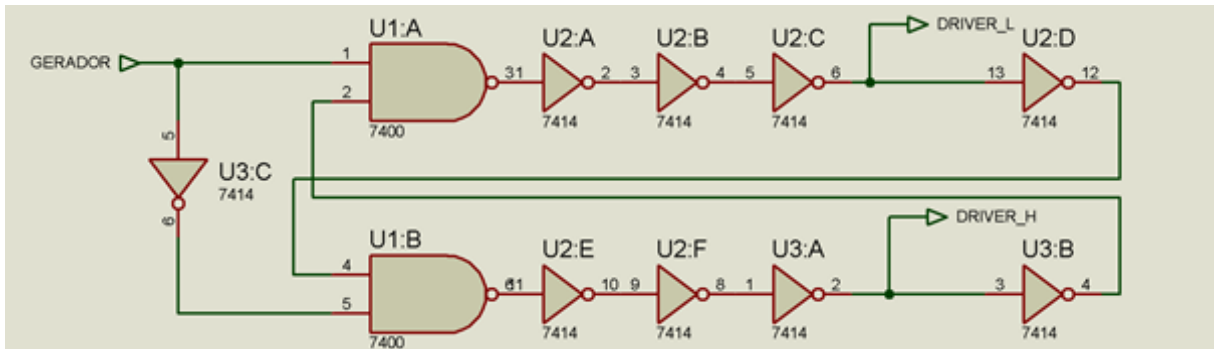 DRIVER_L
U1:A
U2:A
U2:B
U2:C
U2:D
GERADOR
1
31
2
3
4
5
6
13
12
2
7400
7414
7414
7414
7414
5
U3:C
7414
6
DRIVER_H
U1:B
U2:E
U2:F
U3:A
U3:B
4
10
9
8
1
2
3
4
5
7400
7414
7414
7414
7414